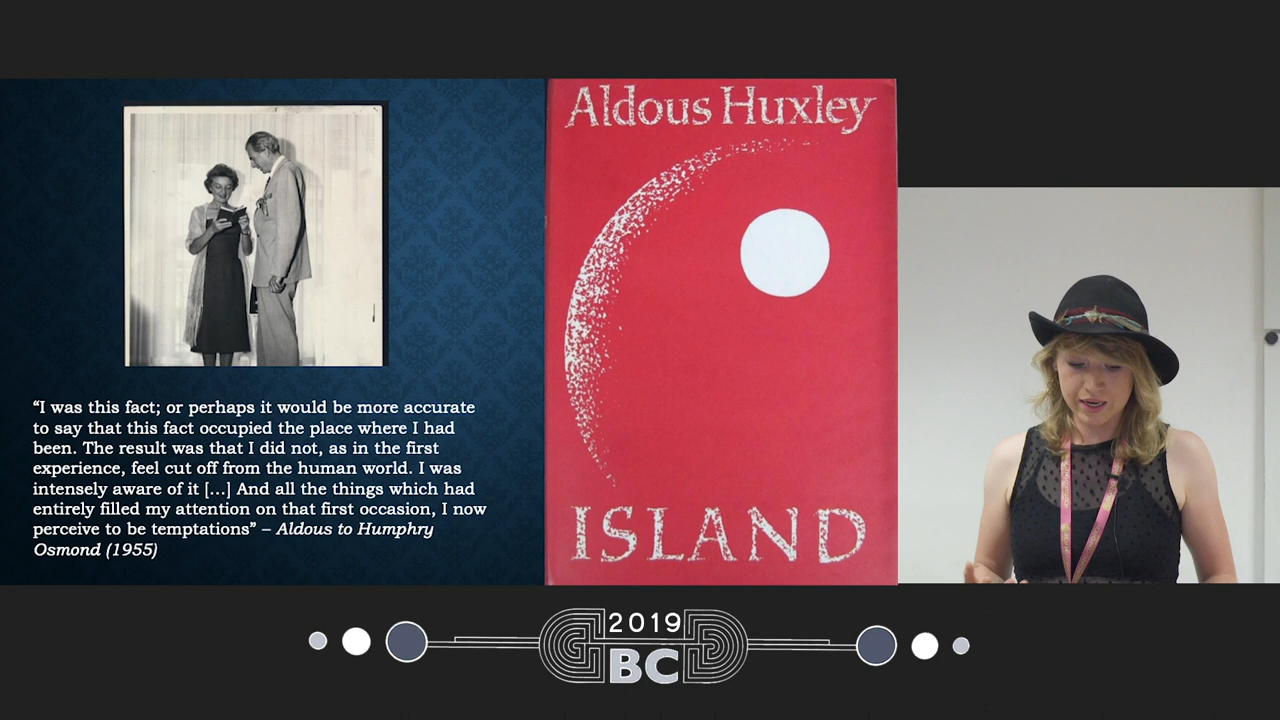 “I was this fact; or perhaps it would be more accurate
to say that this fact occupied the place where I had
been. The result was that I did not, as in the first
experience, feel cut off from the human world. I was
intensely aware of it [...] And all the things which had
entirely filled my attention on that first occasion, I now
perceive to be temptations” – Aldous to Humphry
Osmond (1955)
Aldous Huxley
ISLAND
2019
BC